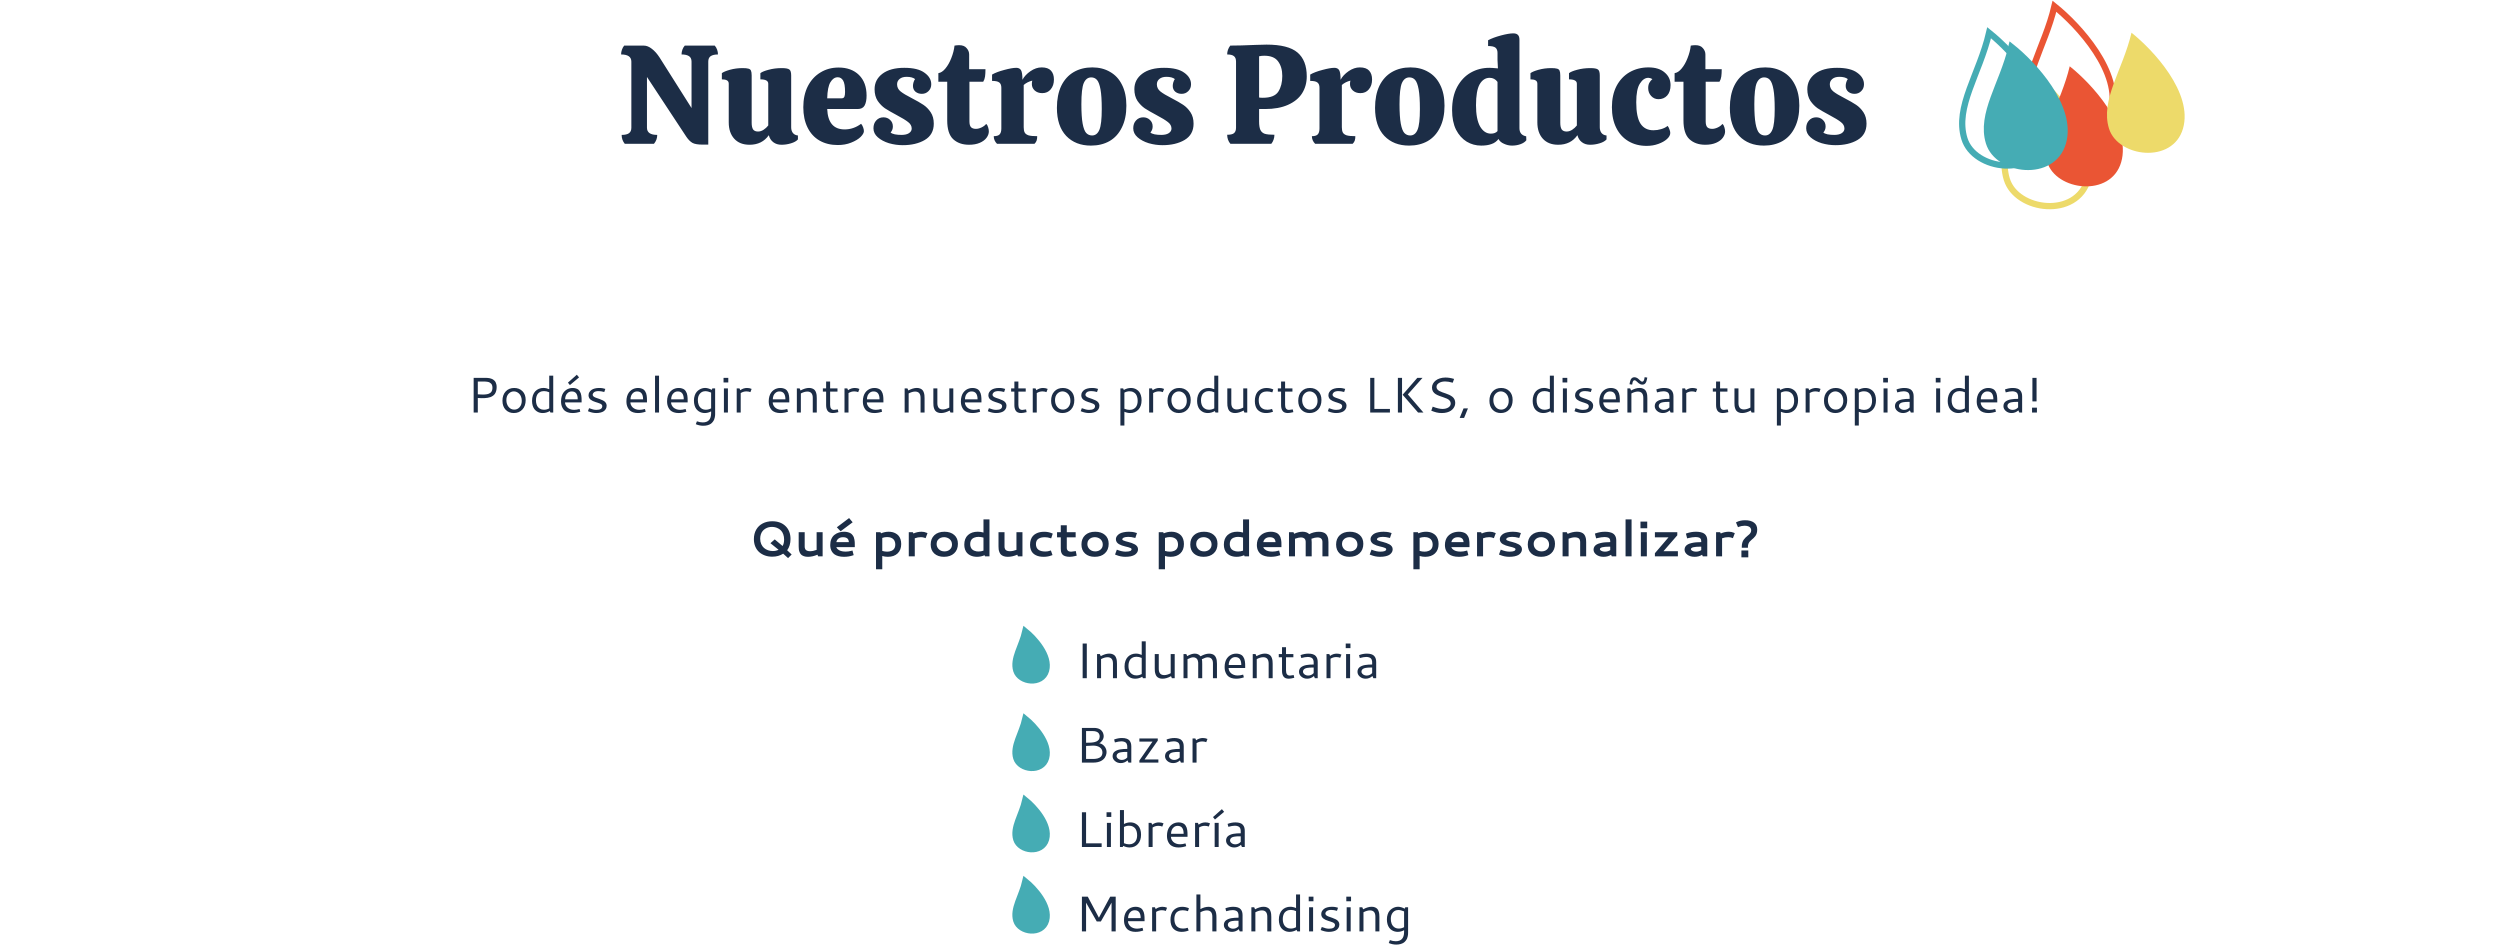 Nuestros Productos
Podés elegir entre nuestros productos LKS, o diseñar tu propia idea!
Qué productos podemos personalizar?
Indumentaria
Bazar
Librería
Merchandising